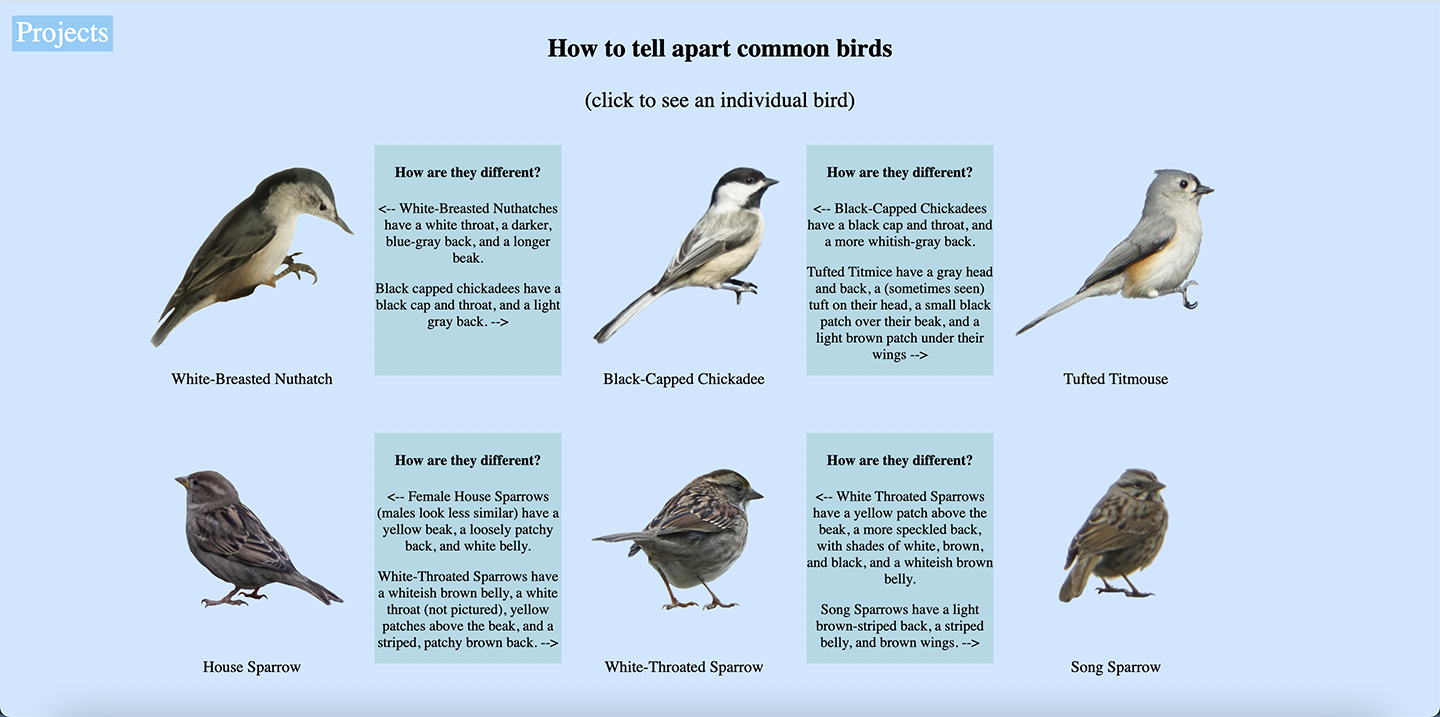 Projects
How to tell apart common birds
(click to see an individual bird)
How are they different?
<-- White-Breasted Nuthatches
have a white throat, a darker,
blue-gray back, and a longer
beak.
Black capped chickadees have a
black cap and throat, and a light
gray back. -->
How are they different?
<-- Black-Capped Chickadees
have a black cap and throat, and
a more whitish-gray back.
Tufted Titmice have a gray head
and back, a (sometimes seen)
tuft on their head, a small black
patch over their beak, and a
light brown patch under their
wings -->
White-Breasted Nuthatch
Black-Capped Chickadee
Tufted Titmouse
How are they different?
<-- Female House Sparrows
(males look less similar) have a
yellow beak, a loosely patchy
back, and white belly.
White-Throated Sparrows have
a whiteish brown belly, a white
throat (not pictured), yellow
patches above the beak, and a
striped, patchy brown back. -->
How are they different?
<-- White Throated Sparrows
have a yellow patch above the
beak, a more speckled back,
with shades of white, brown,
and black, and a whiteish brown
belly.
Song Sparrows have a light
brown-striped back, a striped
belly, and brown wings. -->
House Sparrow
White-Throated Sparrow
Song Sparrow